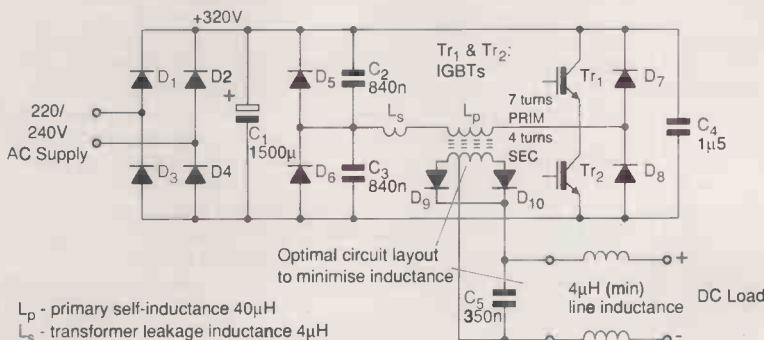 +320V
D1
D2
D3
D4
220/
240V
AC Supply
+
C1
1500µ
D5
D6
C2
840n
C3
840n
Ls
Lp
Tr1 & Tr2:
IGBTs
7 turns
PRIM
4 turns
SEC
Tr1
Tr2
D7
D8
C4
1µ5
D9
D10
Optimal circuit layout
to minimise inductance
C5
350n
4µH (min)
line inductance
+
DC Load
-
Lp - primary self-inductance 40µH
Ls - transformer leakage inductance 4µH